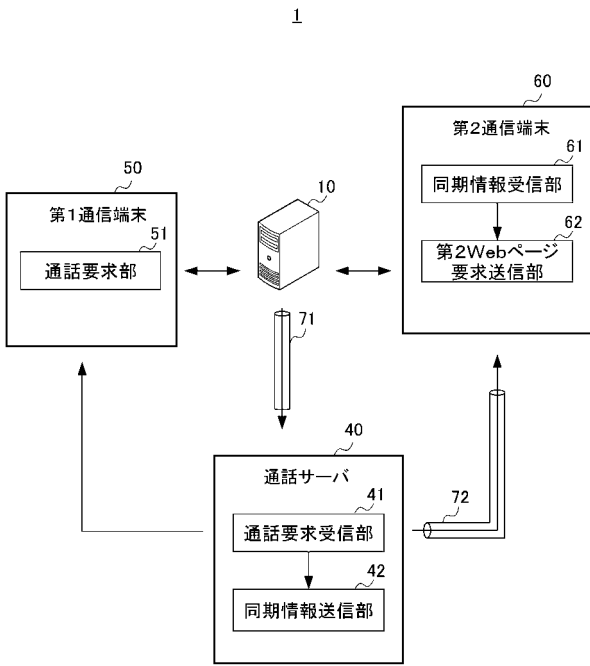 1
60
第2通信端末
61
同期情報受信部
62
第2Webページ
要求送信部
50
第1通信端末
51
通話要求部
10
71
40
通話サーバ
41
通話要求受信部
42
同期情報送信部
72